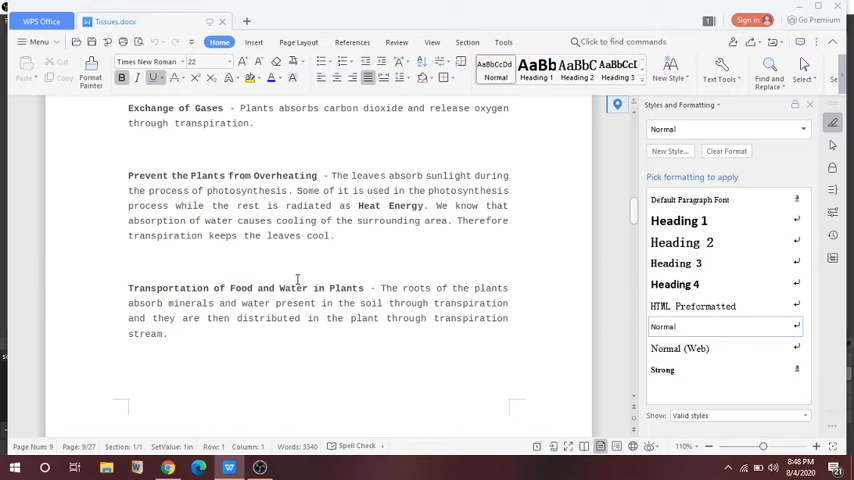 WPS Office
Tissues.docx
Sign in
Go Premium
Menu
Home
Insert
Page Layout
References
Review
View
Section
Tools
Click to find commands
Paste
Cut
Copy
Format
Painter
Times New Roman
22
AaBbCcDd
Normal
AaBb
Heading 1
AaBbC
Heading 2
AaBbCcl
Heading 3
New Style...
Text Tools
Find and
Replace
Select
Exchange of Gases - Plants absorbs carbon dioxide and release oxygen
through transpiration.
Prevent the Plants from Overheating - The leaves absorb sunlight during
the process of photosynthesis. Some of it is used in the photosynthesis
process while the rest is radiated as Heat Energy. We know that
absorption of water causes cooling of the surrounding area. Therefore
transpiration keeps the leaves cool.
Transportation of Food and Water in Plants - The roots of the plants
absorb minerals and water present in the soil through transpiration
and they are then distributed in the plant through transpiration
stream.
Styles and Formatting
Normal
New Style...
Clear Format
Pick formatting to apply
Default Paragraph Font
Heading 1
Heading 2
Heading 3
Heading 4
HTML Preformatted
Normal
Normal (Web)
Strong
Show:
Valid styles
Page Num: 9
Page: 9/27
Section: 1/1
SetValue: 1in
Row: 1
Column: 1
Words: 3340
Spell Check
110%
8:48 PM
8/4/2020